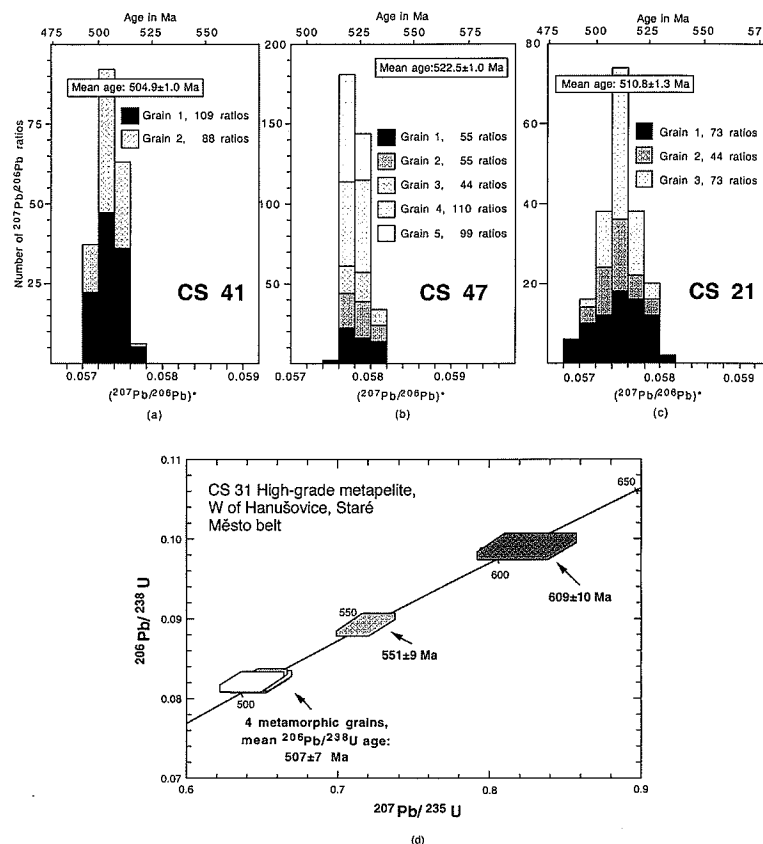 Age in Ma
475 500 525 550
Mean age: 504.9±1.0 Ma
Grain 1, 109 ratios
Grain 2, 88 ratios
Number of ²⁰⁷Pb/²⁰⁶Pb ratios
75
50
25
CS 41
0.057 0.058 0.059
(²⁰⁷Pb/²⁰⁶Pb)*
(a)
Age in Ma
500 525 550
Mean age:522.5±1.0 Ma
Grain 1, 55 ratios
Grain 2, 55 ratios
Grain 3, 44 ratios
Grain 4, 110 ratios
Grain 5, 99 ratios
200
150
100
50
CS 47
0.057 0.058 0.059
(²⁰⁷Pb/²⁰⁶Pb)*
(b)
Age in Ma
475 500 525 550
Mean age: 510.8±1.3 Ma
Grain 1, 73 ratios
Grain 2, 44 ratios
Grain 3, 73 ratios
80
60
40
20
CS 21
0.057 0.058 0.059
(²⁰⁷Pb/²⁰⁶Pb)*
(c)
CS 31 High-grade metapelite,
W of Hanušovice, Staré
Město belt
0.11
0.10
0.09
0.08
0.07
²⁰⁶Pb/²³⁸U
650
600
609±10 Ma
550
551±9 Ma
500
4 metamorphic grains,
mean ²⁰⁶Pb/²³⁸U age:
507±7 Ma
0.6 0.7 0.8 0.9
²⁰⁷Pb/²³⁵U
(d)